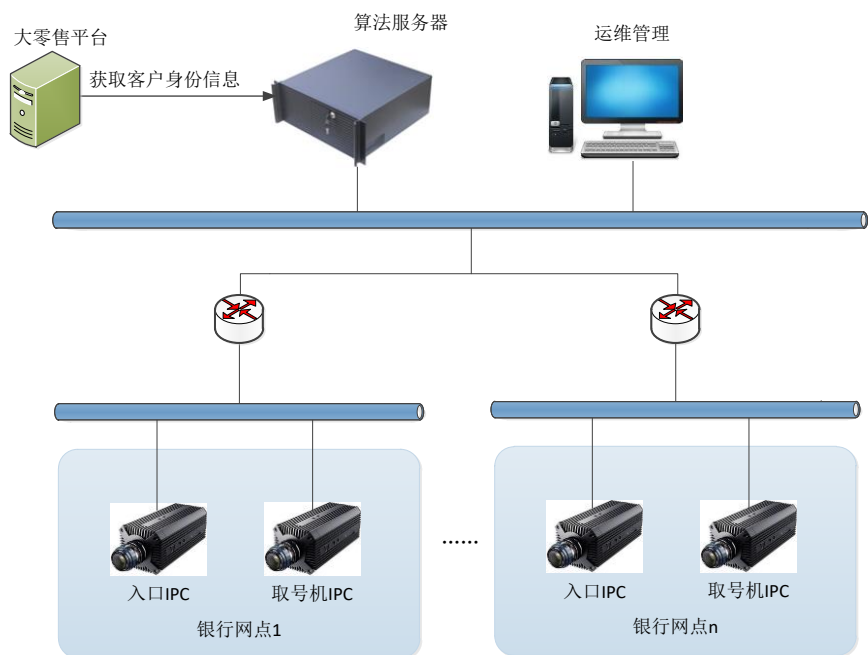 大零售平台
算法服务器
运维管理
获取客户身份信息
入口IPC
取号机IPC
银行网点1
......
入口IPC
取号机IPC
银行网点n